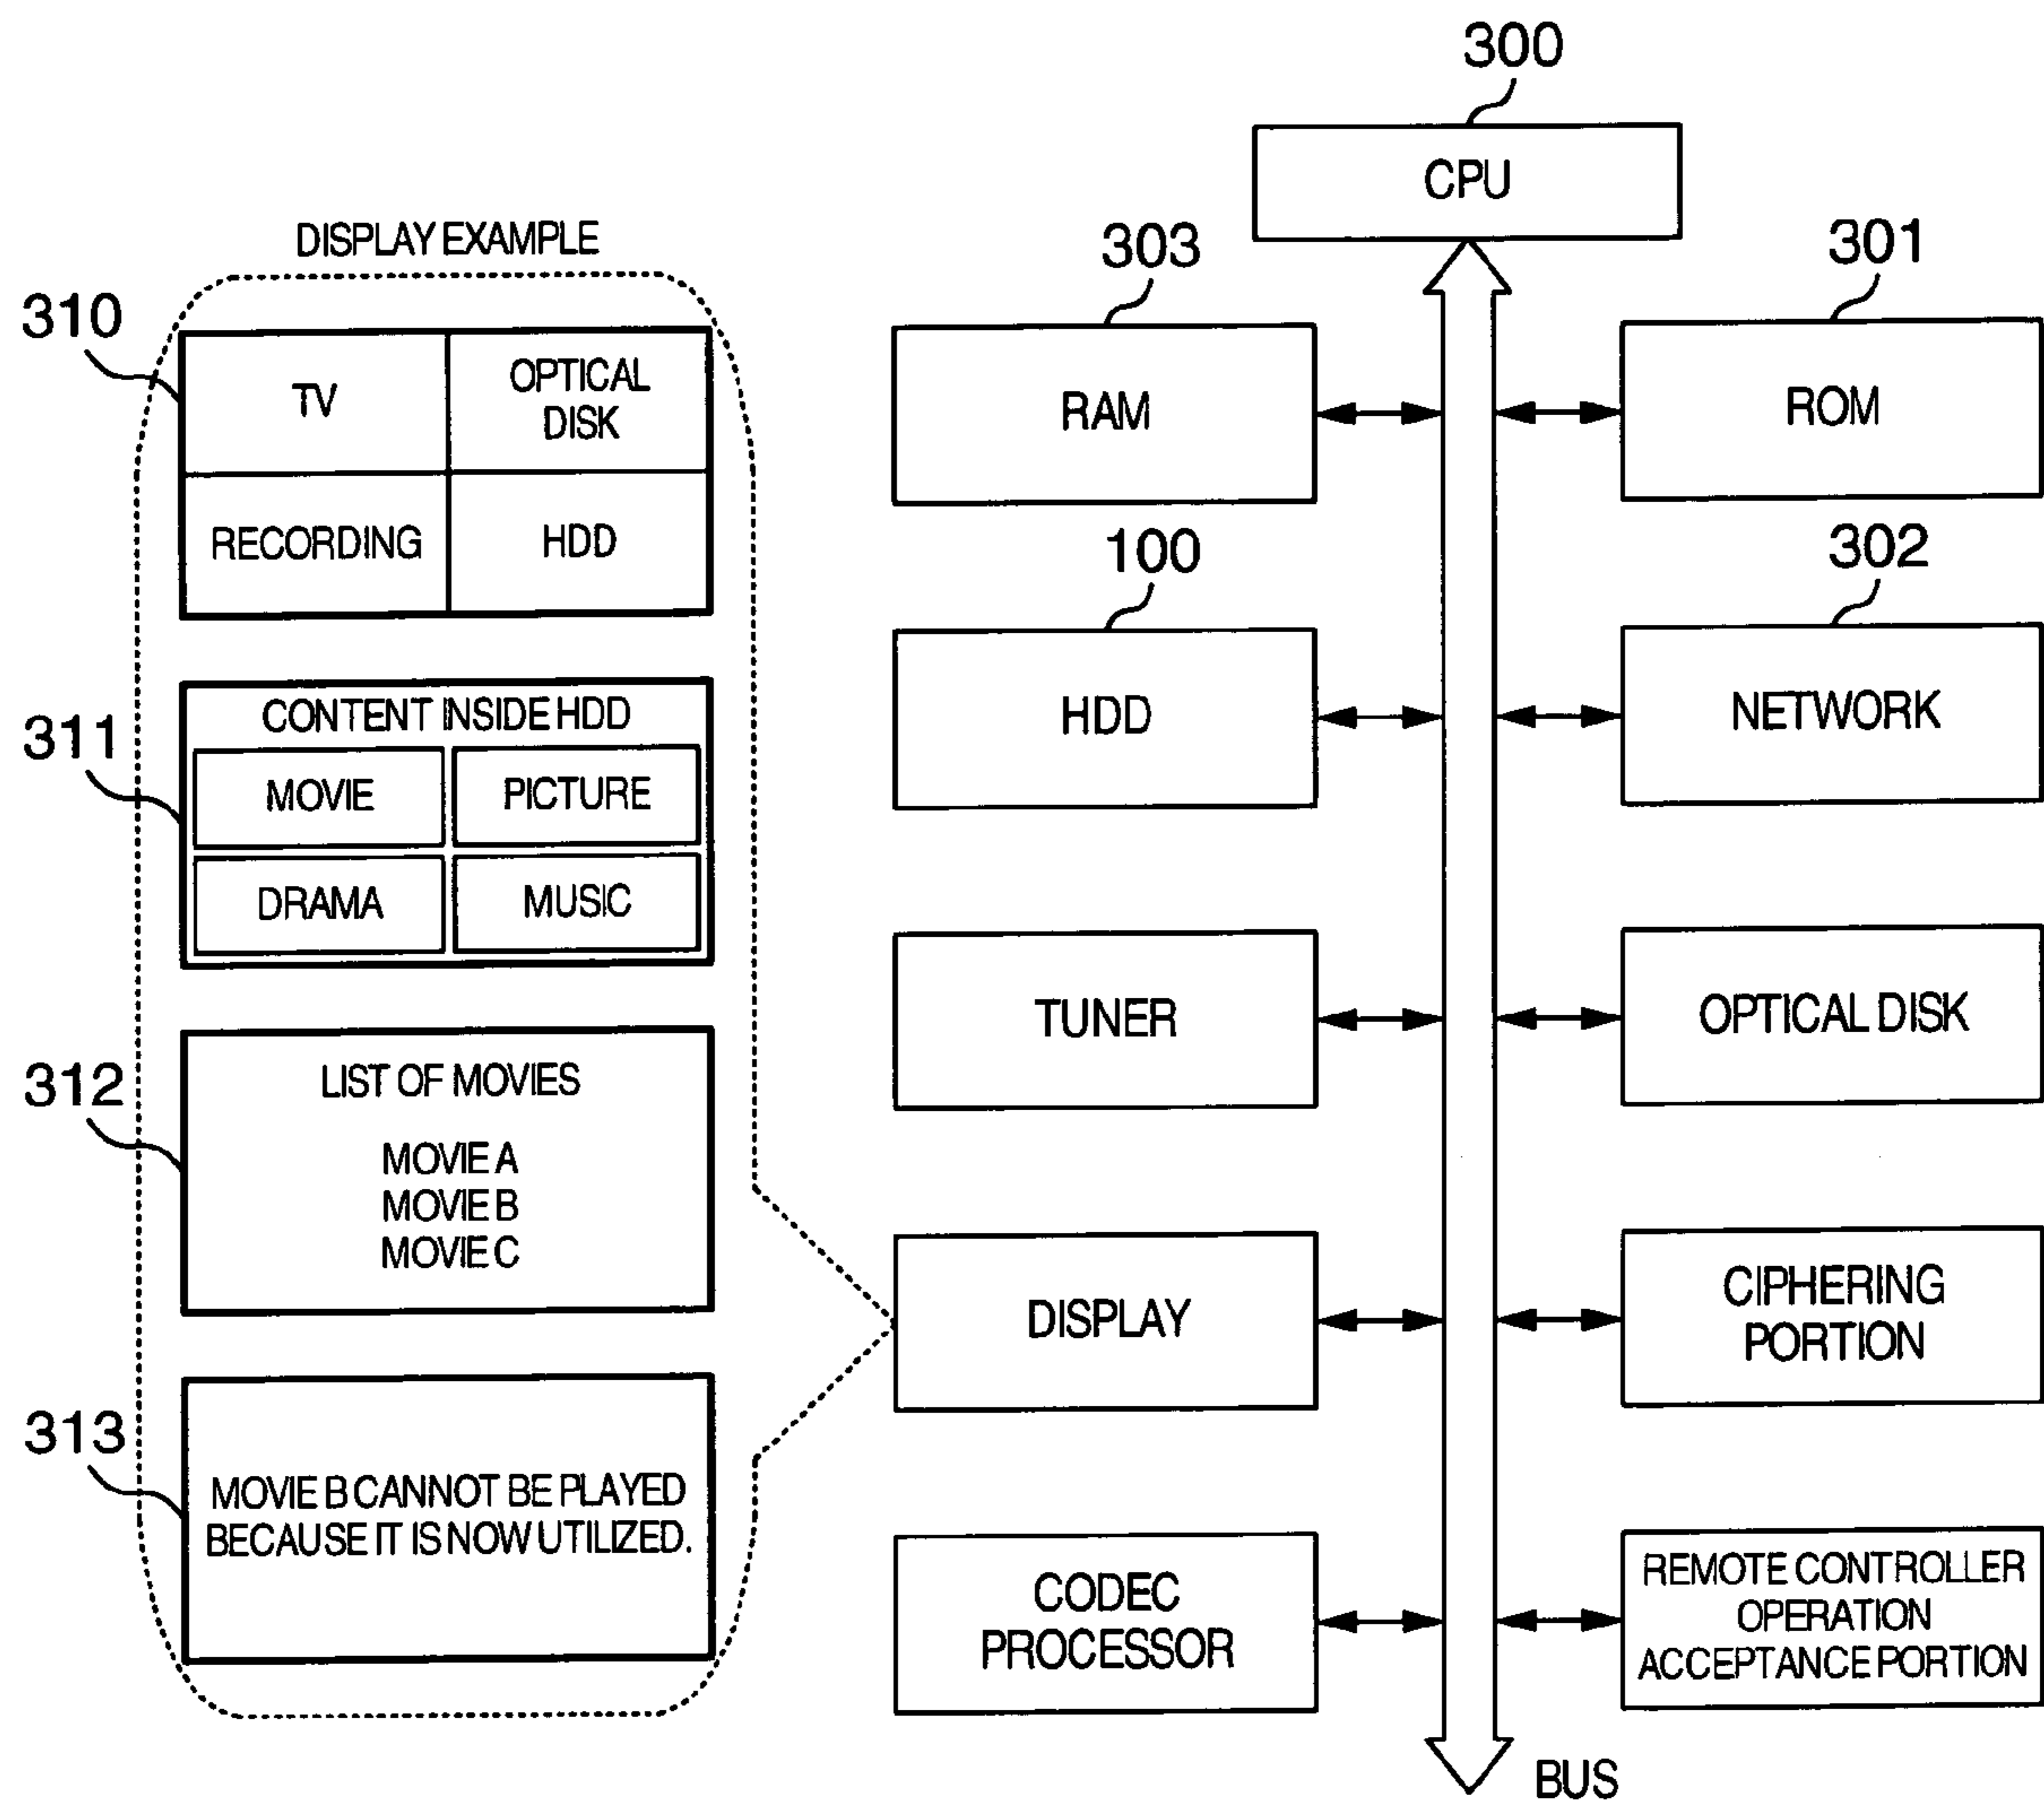 300
CPU
DISPLAY EXAMPLE
310
TV
OPTICAL
DISK
RECORDING
HDD
311
CONTENT INSIDE HDD
MOVIE
PICTURE
DRAMA
MUSIC
312
LIST OF MOVIES
MOVIE A
MOVIE B
MOVIE C
313
MOVIE B CANNOT BE PLAYED
BECAUSE IT IS NOW UTILIZED.
303
RAM
301
ROM
100
HDD
302
NETWORK
TUNER
OPTICAL DISK
DISPLAY
CIPHERING
PORTION
CODEC
PROCESSOR
REMOTE CONTROLLER
OPERATION
ACCEPTANCE PORTION
BUS